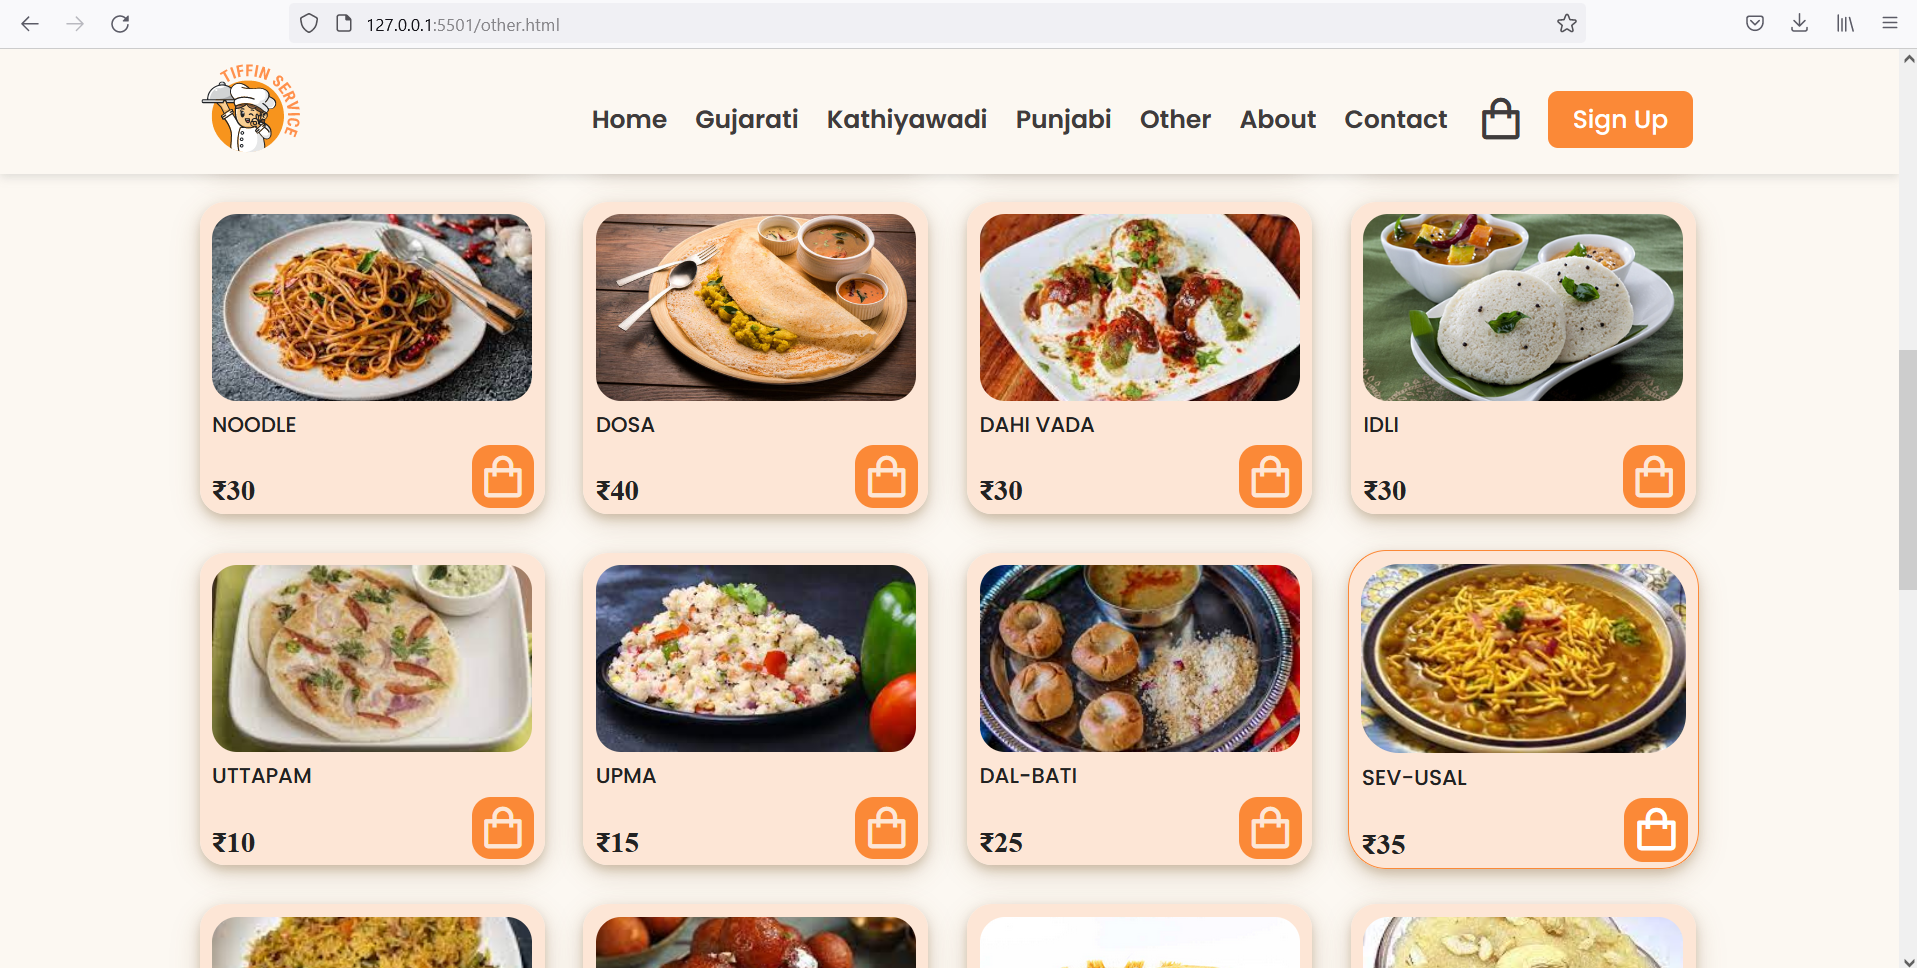 127.0.0.1:5501/other.html
TIFFIN SERVICE
Home Gujarati Kathiyawadi Punjabi Other About Contact Sign Up
NOODLE DOSA DAHI VADA IDLI
₹30 ₹40 ₹30 ₹30
UTTAPAM UPMA DAL-BATI SEV-USAL
₹10 ₹15 ₹25 ₹35